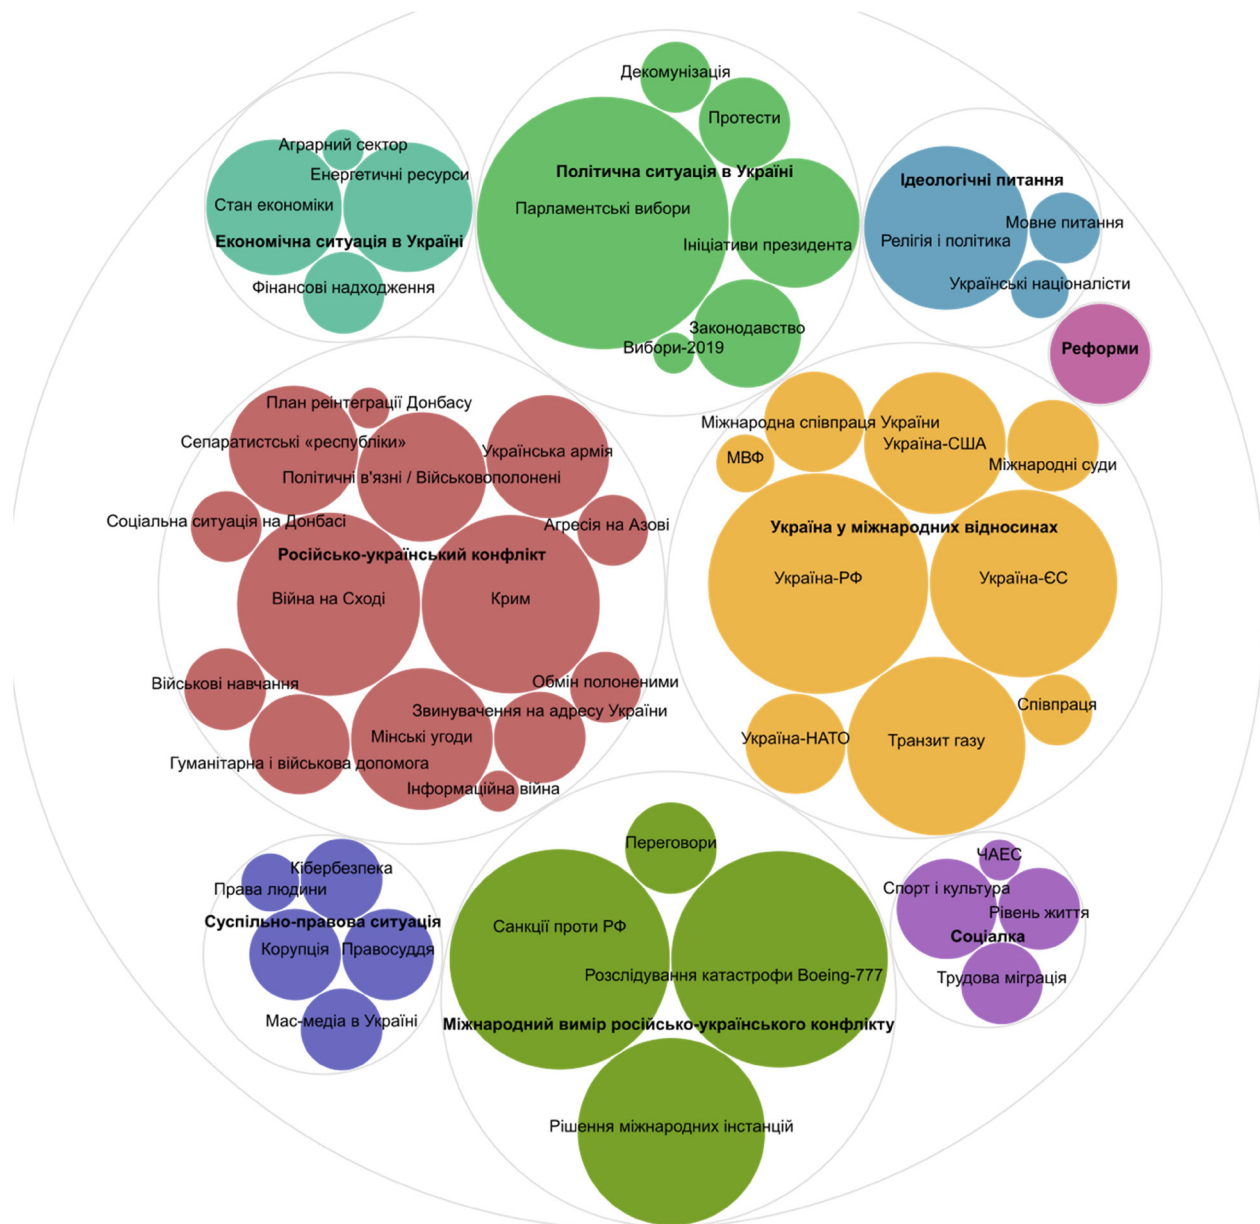 Декомунізація
Протести
Політична ситуація в Україні
Парламентські вибори
Ініціативи президента
Законодавство
Вибори-2019
Аграрний сектор
Енергетичні ресурси
Стан економіки
Економічна ситуація в Україні
Фінансові надходження
Ідеологічні питання
Мовне питання
Релігія і політика
Українські націоналісти
Реформи
План реінтеграції Донбасу
Сепаратистські «республіки»
Українська армія
Політичні в'язні / Військовополонені
Соціальна ситуація на Донбасі
Агресія на Азові
Російсько-український конфлікт
Війна на Сході
Крим
Військові навчання
Обмін полоненими
Звинувачення на адресу України
Мінські угоди
Гуманітарна і військова допомога
Інформаційна війна
Міжнародна співпраця України
Україна-США
МВФ
Міжнародні суди
Україна у міжнародних відносинах
Україна-РФ
Україна-ЄС
Співпраця
Україна-НАТО
Транзит газу
Кібербезпека
Права людини
Суспільно-правова ситуація
Корупція
Правосуддя
Мас-медіа в Україні
Переговори
Санкції проти РФ
Розслідування катастрофи Boeing-777
Міжнародний вимір російсько-українського конфлікту
Рішення міжнародних інстанцій
ЧАЕС
Спорт і культура
Рівень життя
Соціалка
Трудова міграція